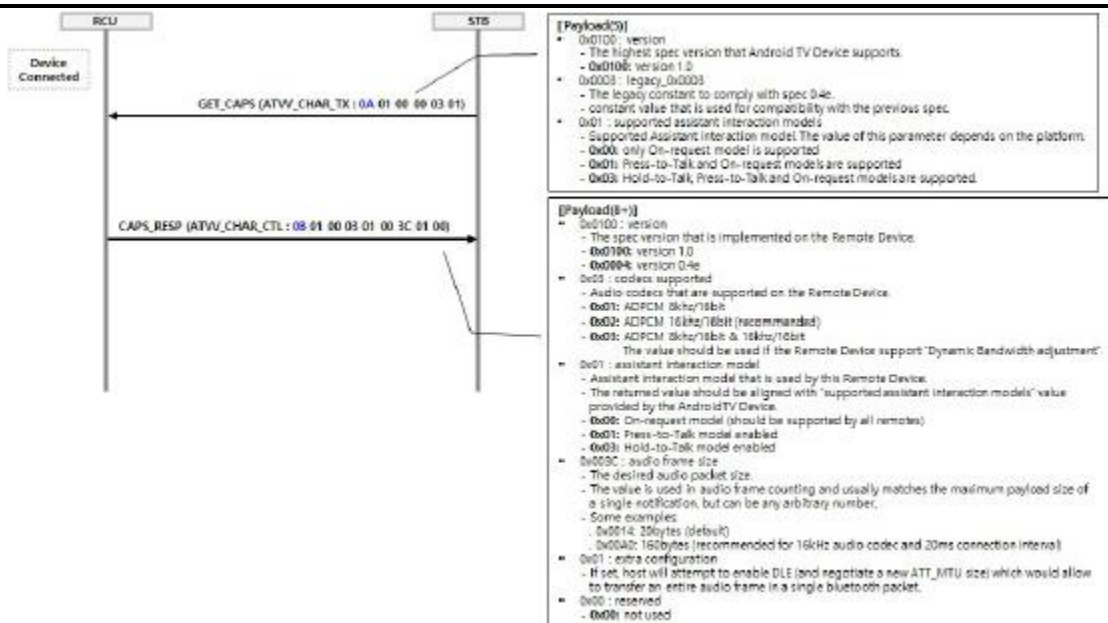 RCU
STB
Device
Connected
GET_CAPS (ATVV_CHAR_TX : 0A 01 00 00 03 01)
CAPS_RESP (ATVV_CHAR_CTL : 0B 01 00 03 01 00 3C 01 00)
[Payload(5)]
• 0x0100 : version
- The highest spec version that Android TV Device supports.
- 0x0100: version 1.0
• 0x0003 : legacy_0x0003
- The legacy constant to comply with spec 0.4e.
- constant value that is used for compatibility with the previous spec.
• 0x01 : supported assistant interaction models
- Supported Assistant interaction model. The value of this parameter depends on the platform.
- 0x00: only On-request model is supported
- 0x01: Press-to-Talk and On-request models are supported
- 0x03: Hold-to-Talk, Press-to-Talk and On-request models are supported.
[Payload(8+)]
• 0x0100 : version
- The spec version that is implemented on the Remote Device.
- 0x0100: version 1.0
- 0x0004: version 0.4e
• 0x03 : codecs supported
- Audio codecs that are supported on the Remote Device.
- 0x01: ADPCM 8khz/16bit
- 0x02: ADPCM 16khz/16bit (recommended)
- 0x03: ADPCM 8khz/16bit & 16khz/16bit
The value should be used if the Remote Device support "Dynamic Bandwidth adjustment"
• 0x01 : assistant interaction model
- Assistant interaction model that is used by this Remote Device.
- The returned value should be aligned with "supported assistant interaction models" value
provided by the AndroidTV Device.
- 0x00: On-request model (should be supported by all remotes)
- 0x01: Press-to-Talk model enabled
- 0x03: Hold-to-Talk model enabled
• 0x003C : audio frame size
- The desired audio packet size.
- The value is used in audio frame counting and usually matches the maximum payload size of
a single notification, but can be any arbitrary number.
- Some examples
. 0x0014: 20bytes (default)
. 0x00A0: 160bytes (recommended for 16kHz audio codec and 20ms connection interval)
• 0x01 : extra configuration
- If set, host will attempt to enable DLE (and negotiate a new ATT_MTU size) which would allow
to transfer an entire audio frame in a single bluetooth packet.
• 0x00 : reserved
- 0x00: not used